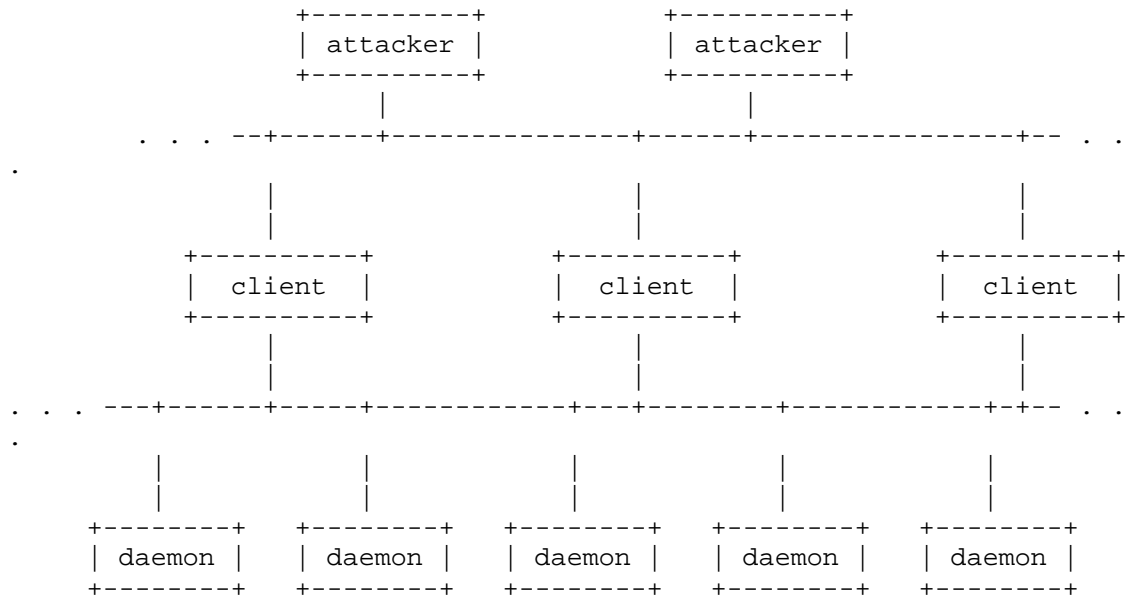 +----------+           +----------+
                        | attacker |           | attacker |
                        +----------+           +----------+
                             |                      |
        . . . --+------+---------------+------+----------------+-- . .
.
                |                      |                       |
                |                      |                       |
           +----------+           +----------+            +----------+
           |  client  |           |  client  |            |  client  |
           +----------+           +----------+            +----------+
                |                      |                       |
                |                      |                       |
. . . ---+------+-----+------------+---+--------+------------+-+-- . .
.
         |            |            |            |            |
         |            |            |            |            |
     +--------+   +--------+   +--------+   +--------+   +--------+
     | daemon |   | daemon |   | daemon |   | daemon |   | daemon |
     +--------+   +--------+   +--------+   +--------+   +--------+